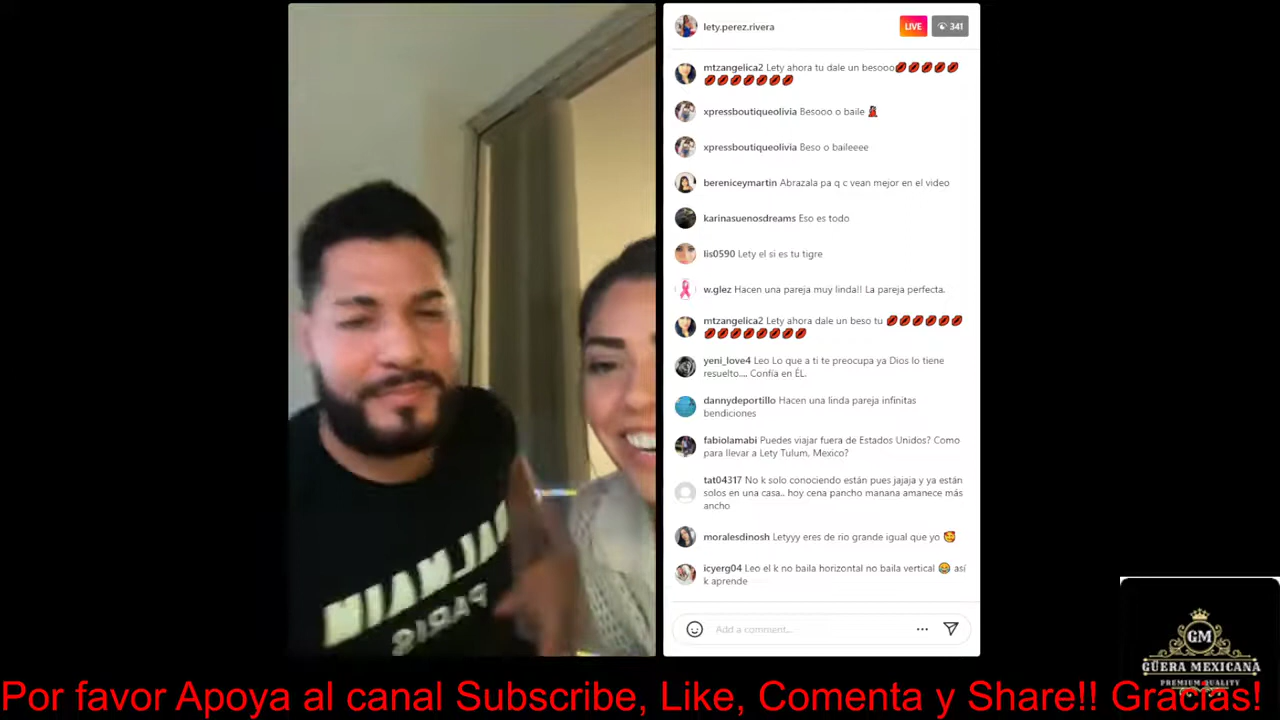 lety.perez.rivera
LIVE
341
mtzangelica2 Lety ahora tu dale un besooo💋💋💋💋💋
💋💋💋💋💋💋💋
xpressboutiqueolivia Besooo o baile 💃
xpressboutiqueolivia Beso o baileeee
bereniceymartin Abrazala pa q c vean mejor en el video
karinasuenosdreams Eso es todo
lis0590 Lety el si es tu tigre
w.glez Hacen una pareja muy linda!! La pareja perfecta.
mtzangelica2 Lety ahora dale un beso tu 💋💋💋💋💋💋
💋💋💋💋💋💋💋💋
yeni_love4 Leo Lo que a ti te preocupa ya Dios lo tiene
resuelto.... Confía en ÉL.
dannydeportillo Hacen una linda pareja infinitas
bendiciones
fabiolamabi Puedes viajar fuera de Estados Unidos? Como
para llevar a Lety Tulum, Mexico?
tat04317 No k solo conociendo están pues jajaja y ya están
solos en una casa.. hoy cena pancho manana amanece más
ancho
moralesdinosh Letyyy eres de rio grande igual que yo 🥰
icyerg04 Leo el k no baila horizontal no baila vertical 😂 así
k aprende
Add a comment...
BALMAIN
PARIS
GM
GÜERA MEXICANA
PREMIUM QUALITY
Por favor Apoya al canal Subscribe, Like, Comenta y Share!! Gracias!